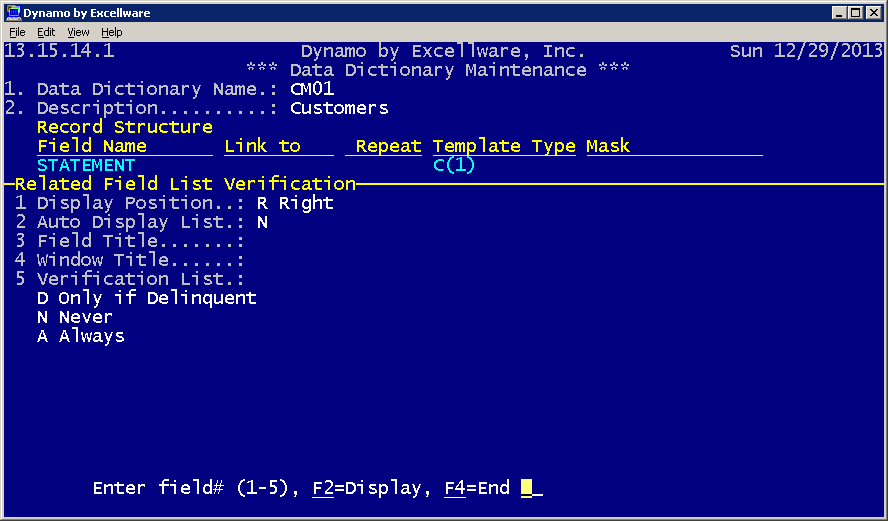 Dynamo by Excellware
File Edit View Help
13.15.14.1 Dynamo by Excellware, Inc. Sun 12/29/2013
*** Data Dictionary Maintenance ***
1. Data Dictionary Name.: CM01
2. Description..........: Customers
Record Structure
Field Name Link to Repeat Template Type Mask
STATEMENT C(1)
Related Field List Verification
1 Display Position..: R Right
2 Auto Display List.: N
3 Field Title.......:
4 Window Title......:
5 Verification List.:
D Only if Delinquent
N Never
A Always
Enter field# (1-5), F2=Display, F4=End _